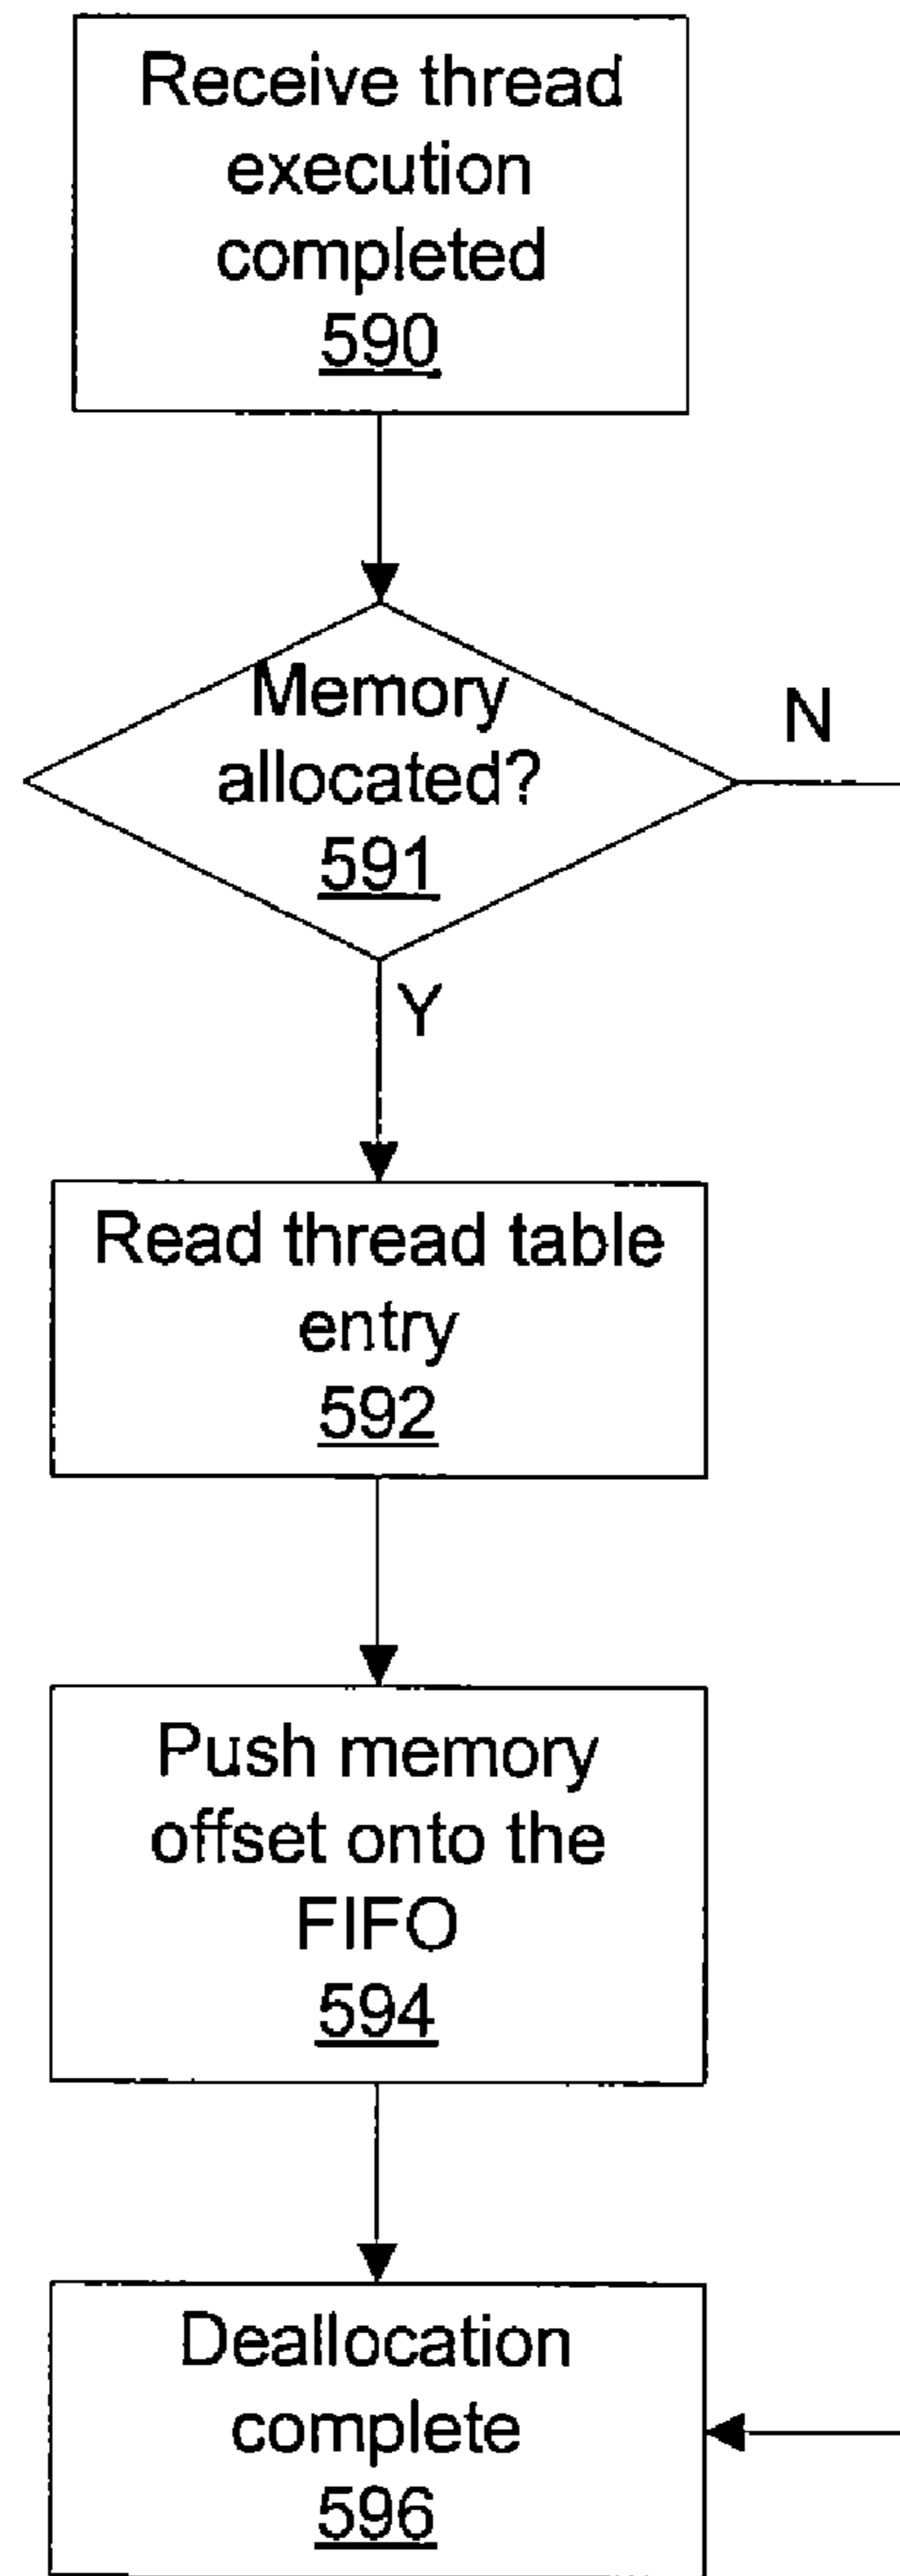 Receive thread
execution
completed
590
Memory
allocated?
591
N
Y
Read thread table
entry
592
Push memory
offset onto the
FIFO
594
Deallocation
complete
596